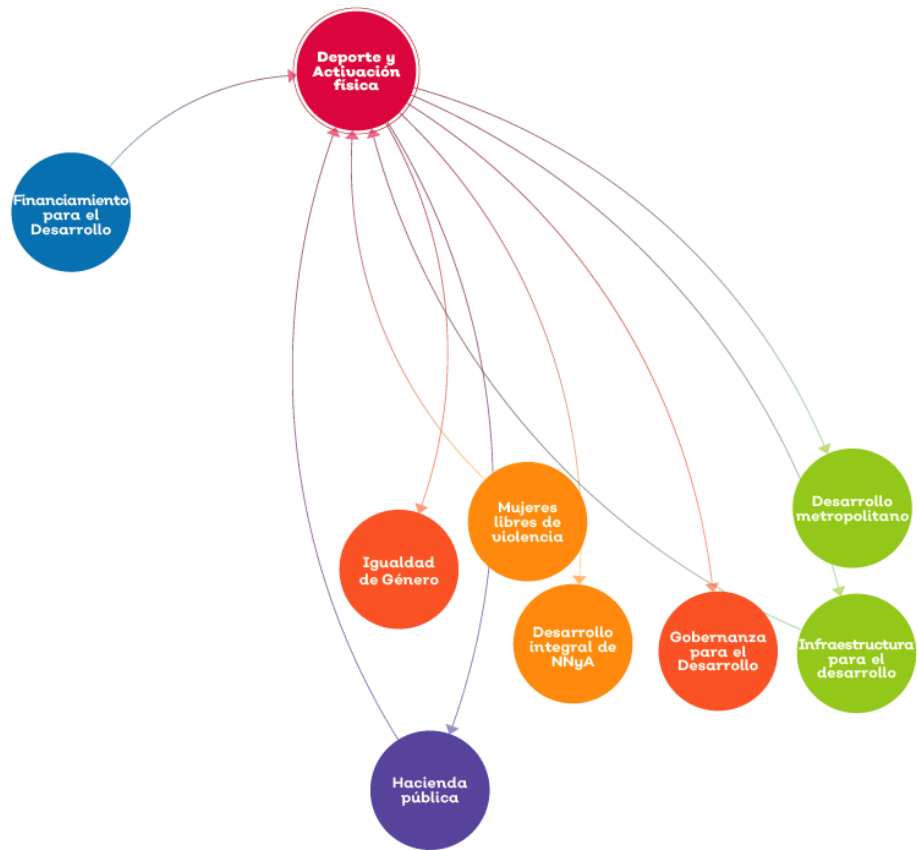 Deporte y
Activación
física
Financiamiento
para el
Desarrollo
Mujeres
libres de
violencia
Desarrollo
metropolitano
Igualdad
de Género
Desarrollo
integral de
NNyA
Gobernanza
para el
Desarrollo
Infraestructura
para el
desarrollo
Hacienda
pública